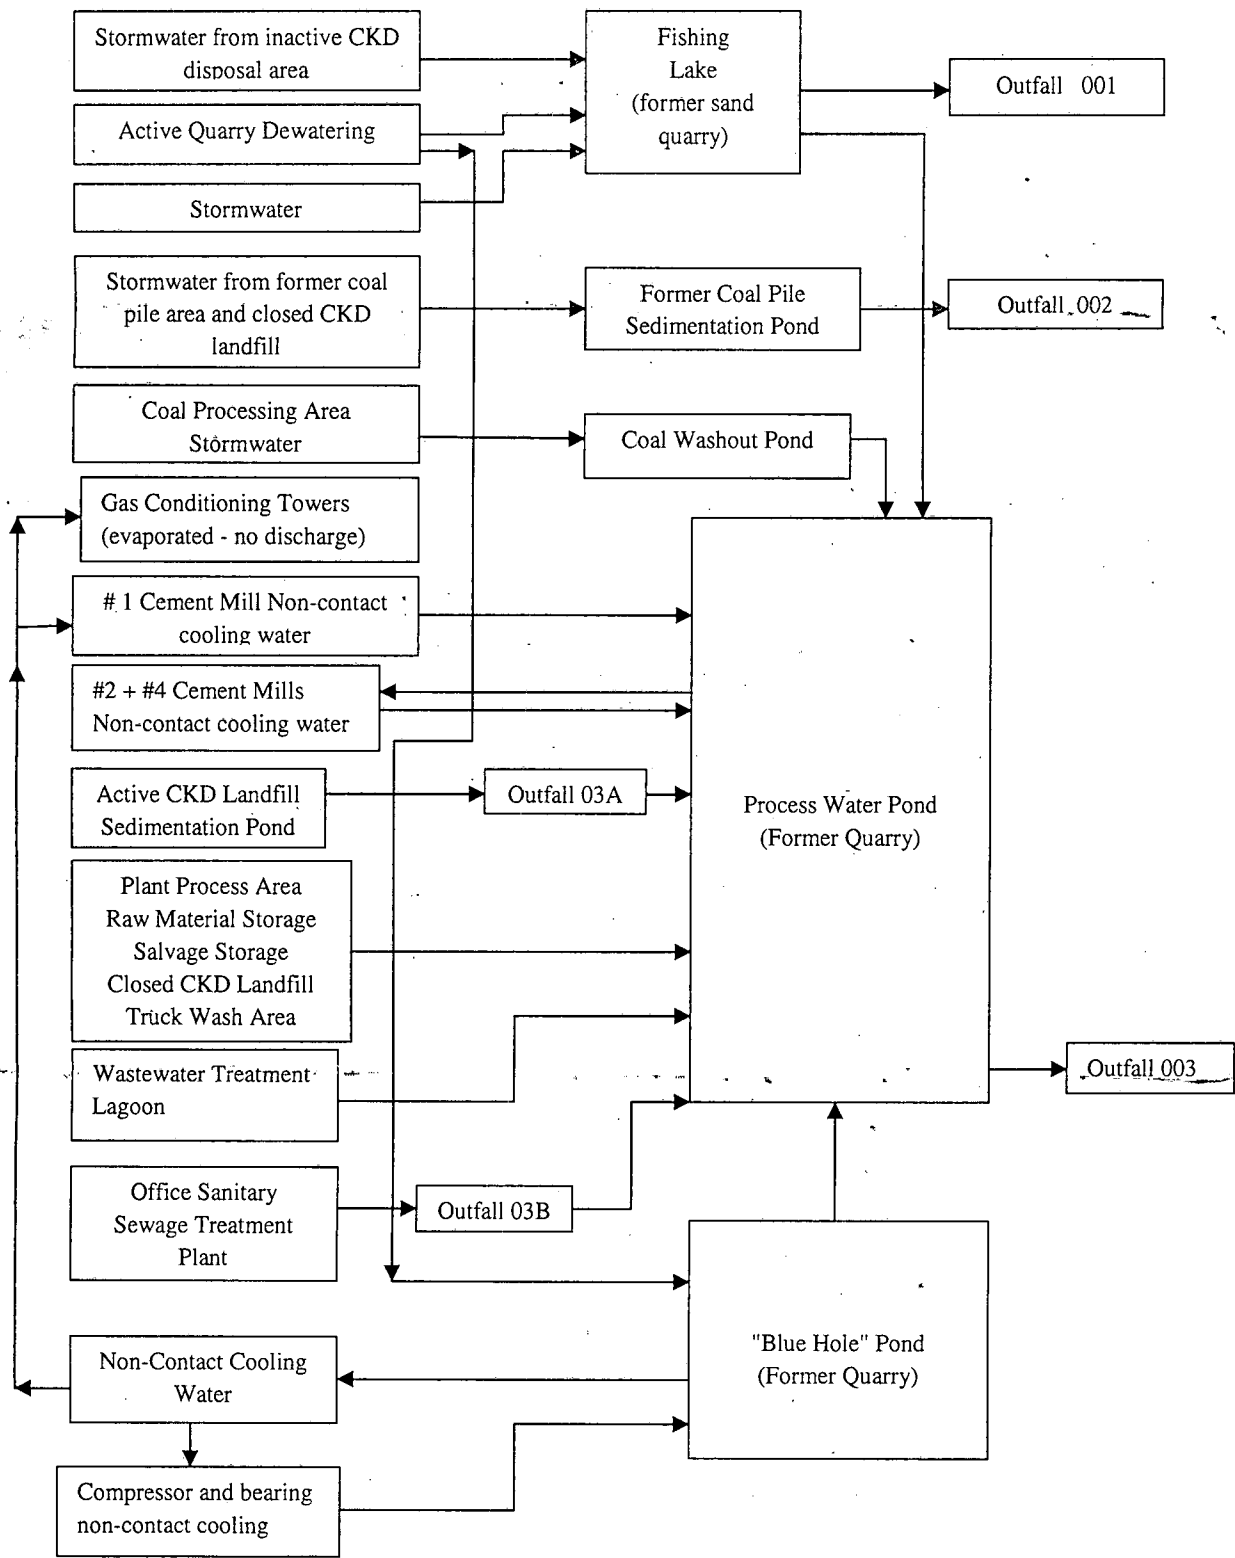 Stormwater from inactive CKD
disposal area
Fishing
Lake
(former sand
quarry)
Outfall 001
Active Quarry Dewatering
Stormwater
Stormwater from former coal
pile area and closed CKD
landfill
Former Coal Pile
Sedimentation Pond
Outfall 002
Coal Processing Area
Stormwater
Coal Washout Pond
Gas Conditioning Towers
(evaporated - no discharge)
# 1 Cement Mill Non-contact
cooling water
#2 + #4 Cement Mills
Non-contact cooling water
Active CKD Landfill
Sedimentation Pond
Outfall 03A
Process Water Pond
(Former Quarry)
Plant Process Area
Raw Material Storage
Salvage Storage
Closed CKD Landfill
Truck Wash Area
Wastewater Treatment
Lagoon
Outfall 003
Office Sanitary
Sewage Treatment
Plant
Outfall 03B
"Blue Hole" Pond
(Former Quarry)
Non-Contact Cooling
Water
Compressor and bearing
non-contact cooling